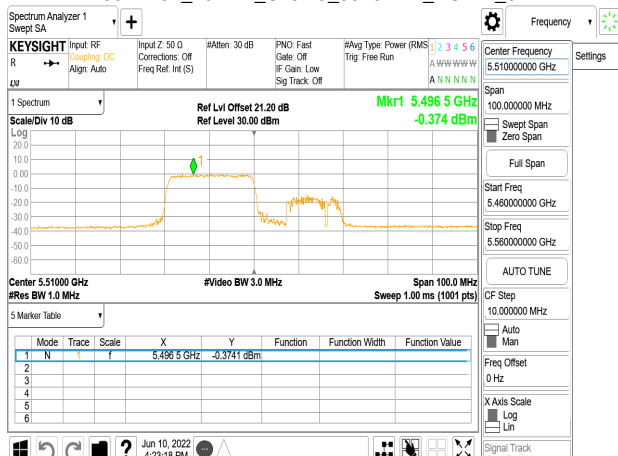 Spectrum Analyzer 1
Swept SA
Frequency
KEYSIGHT
R
LNI
Input: RF
Coupling: DC
Align: Auto
Input Z: 50 Ω
Corrections: Off
Freq Ref: Int (S)
#Atten: 30 dB
PNO: Fast
Gate: Off
IF Gain: Low
Sig Track: Off
#Avg Type: Power (RMS
Trig: Free Run
1 2 3 4 5 6
A W W W W W
A N N N N N
1 Spectrum
Scale/Div 10 dB
Ref Lvl Offset 21.20 dB
Ref Level 30.00 dBm
Mkr1 5.496 5 GHz
-0.374 dBm
Log
20.0
10.0
0.00
-10.0
-20.0
-30.0
-40.0
-50.0
-60.0
1
Center 5.51000 GHz
#Res BW 1.0 MHz
#Video BW 3.0 MHz
Span 100.0 MHz
Sweep 1.00 ms (1001 pts)
5 Marker Table
Mode Trace Scale X Y Function Function Width Function Value
1 N 1 f 5.496 5 GHz -0.3741 dBm
2
3
4
5
6
Jun 10, 2022
4:23:18 PM
Center Frequency
5.510000000 GHz
Settings
Span
100.000000 MHz
Swept Span
Zero Span
Full Span
Start Freq
5.460000000 GHz
Stop Freq
5.560000000 GHz
AUTO TUNE
CF Step
10.000000 MHz
Auto
Man
Freq Offset
0 Hz
X Axis Scale
Log
Lin
Signal Track